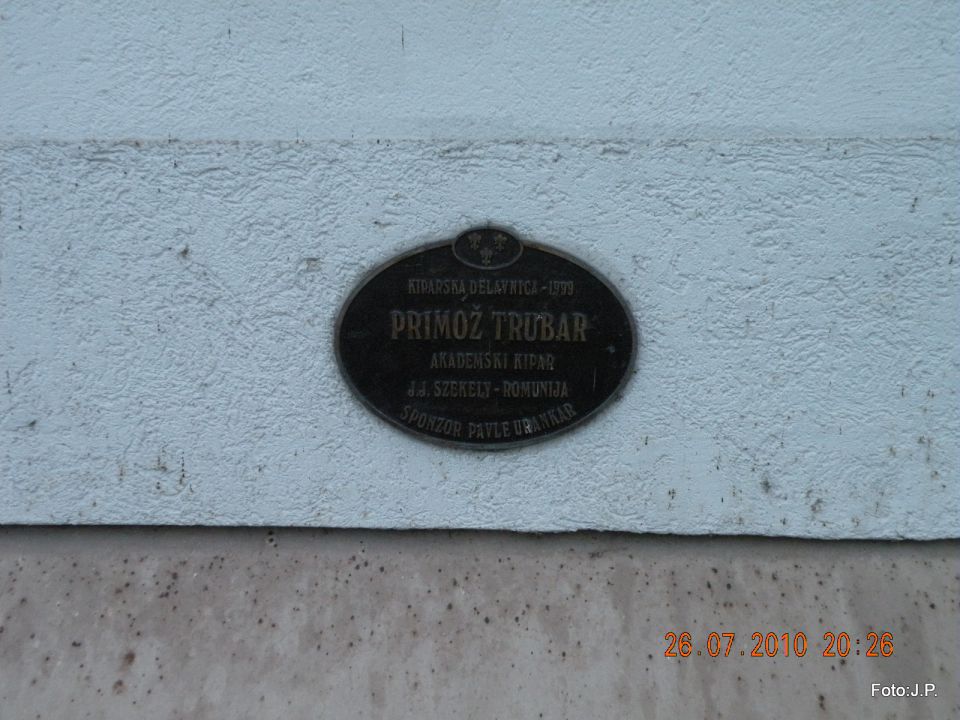 KIPARSKA DELAVNICA - 1999
PRIMOŽ TRUBAR
AKADEMSKI KIPAR
J.J. SZEKELY - ROMUNIJA
SPONZOR PAVLE URANKAR
26.07.2010 20:26
Foto:J.P.